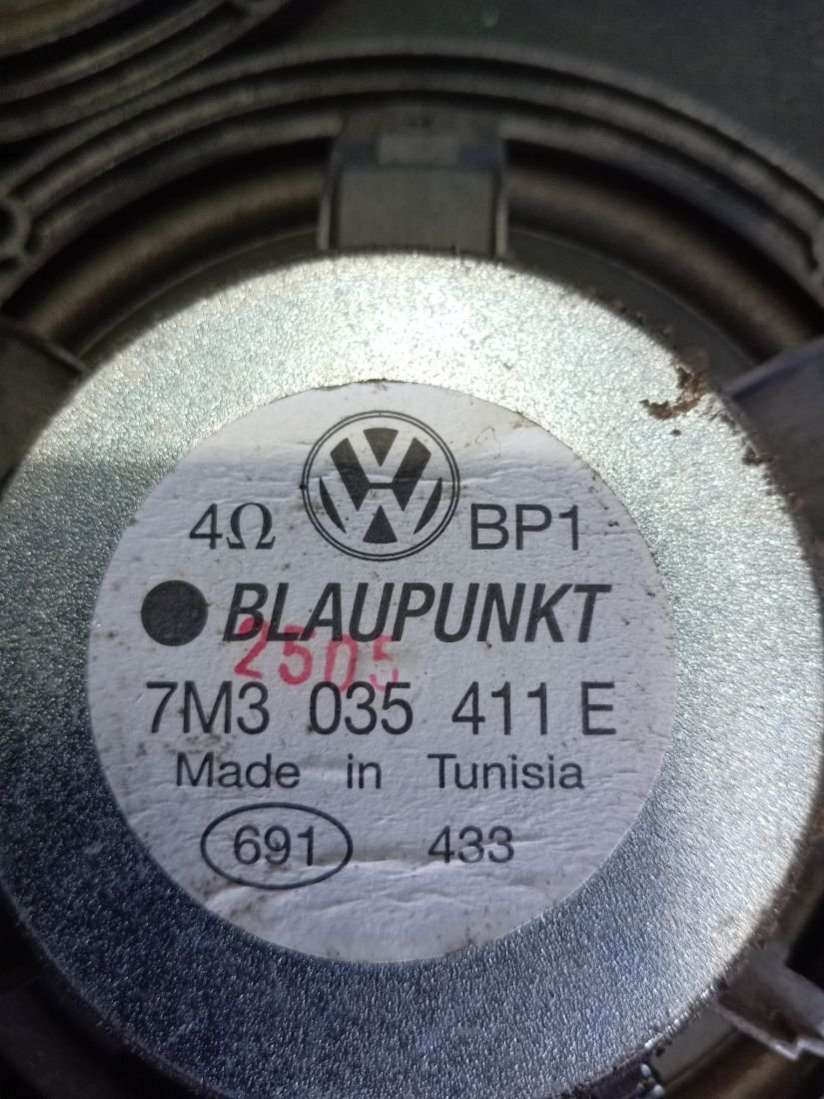 4Ω BP1
BLAUPUNKT
2505
7M3 035 411 E
Made in Tunisia
691 433